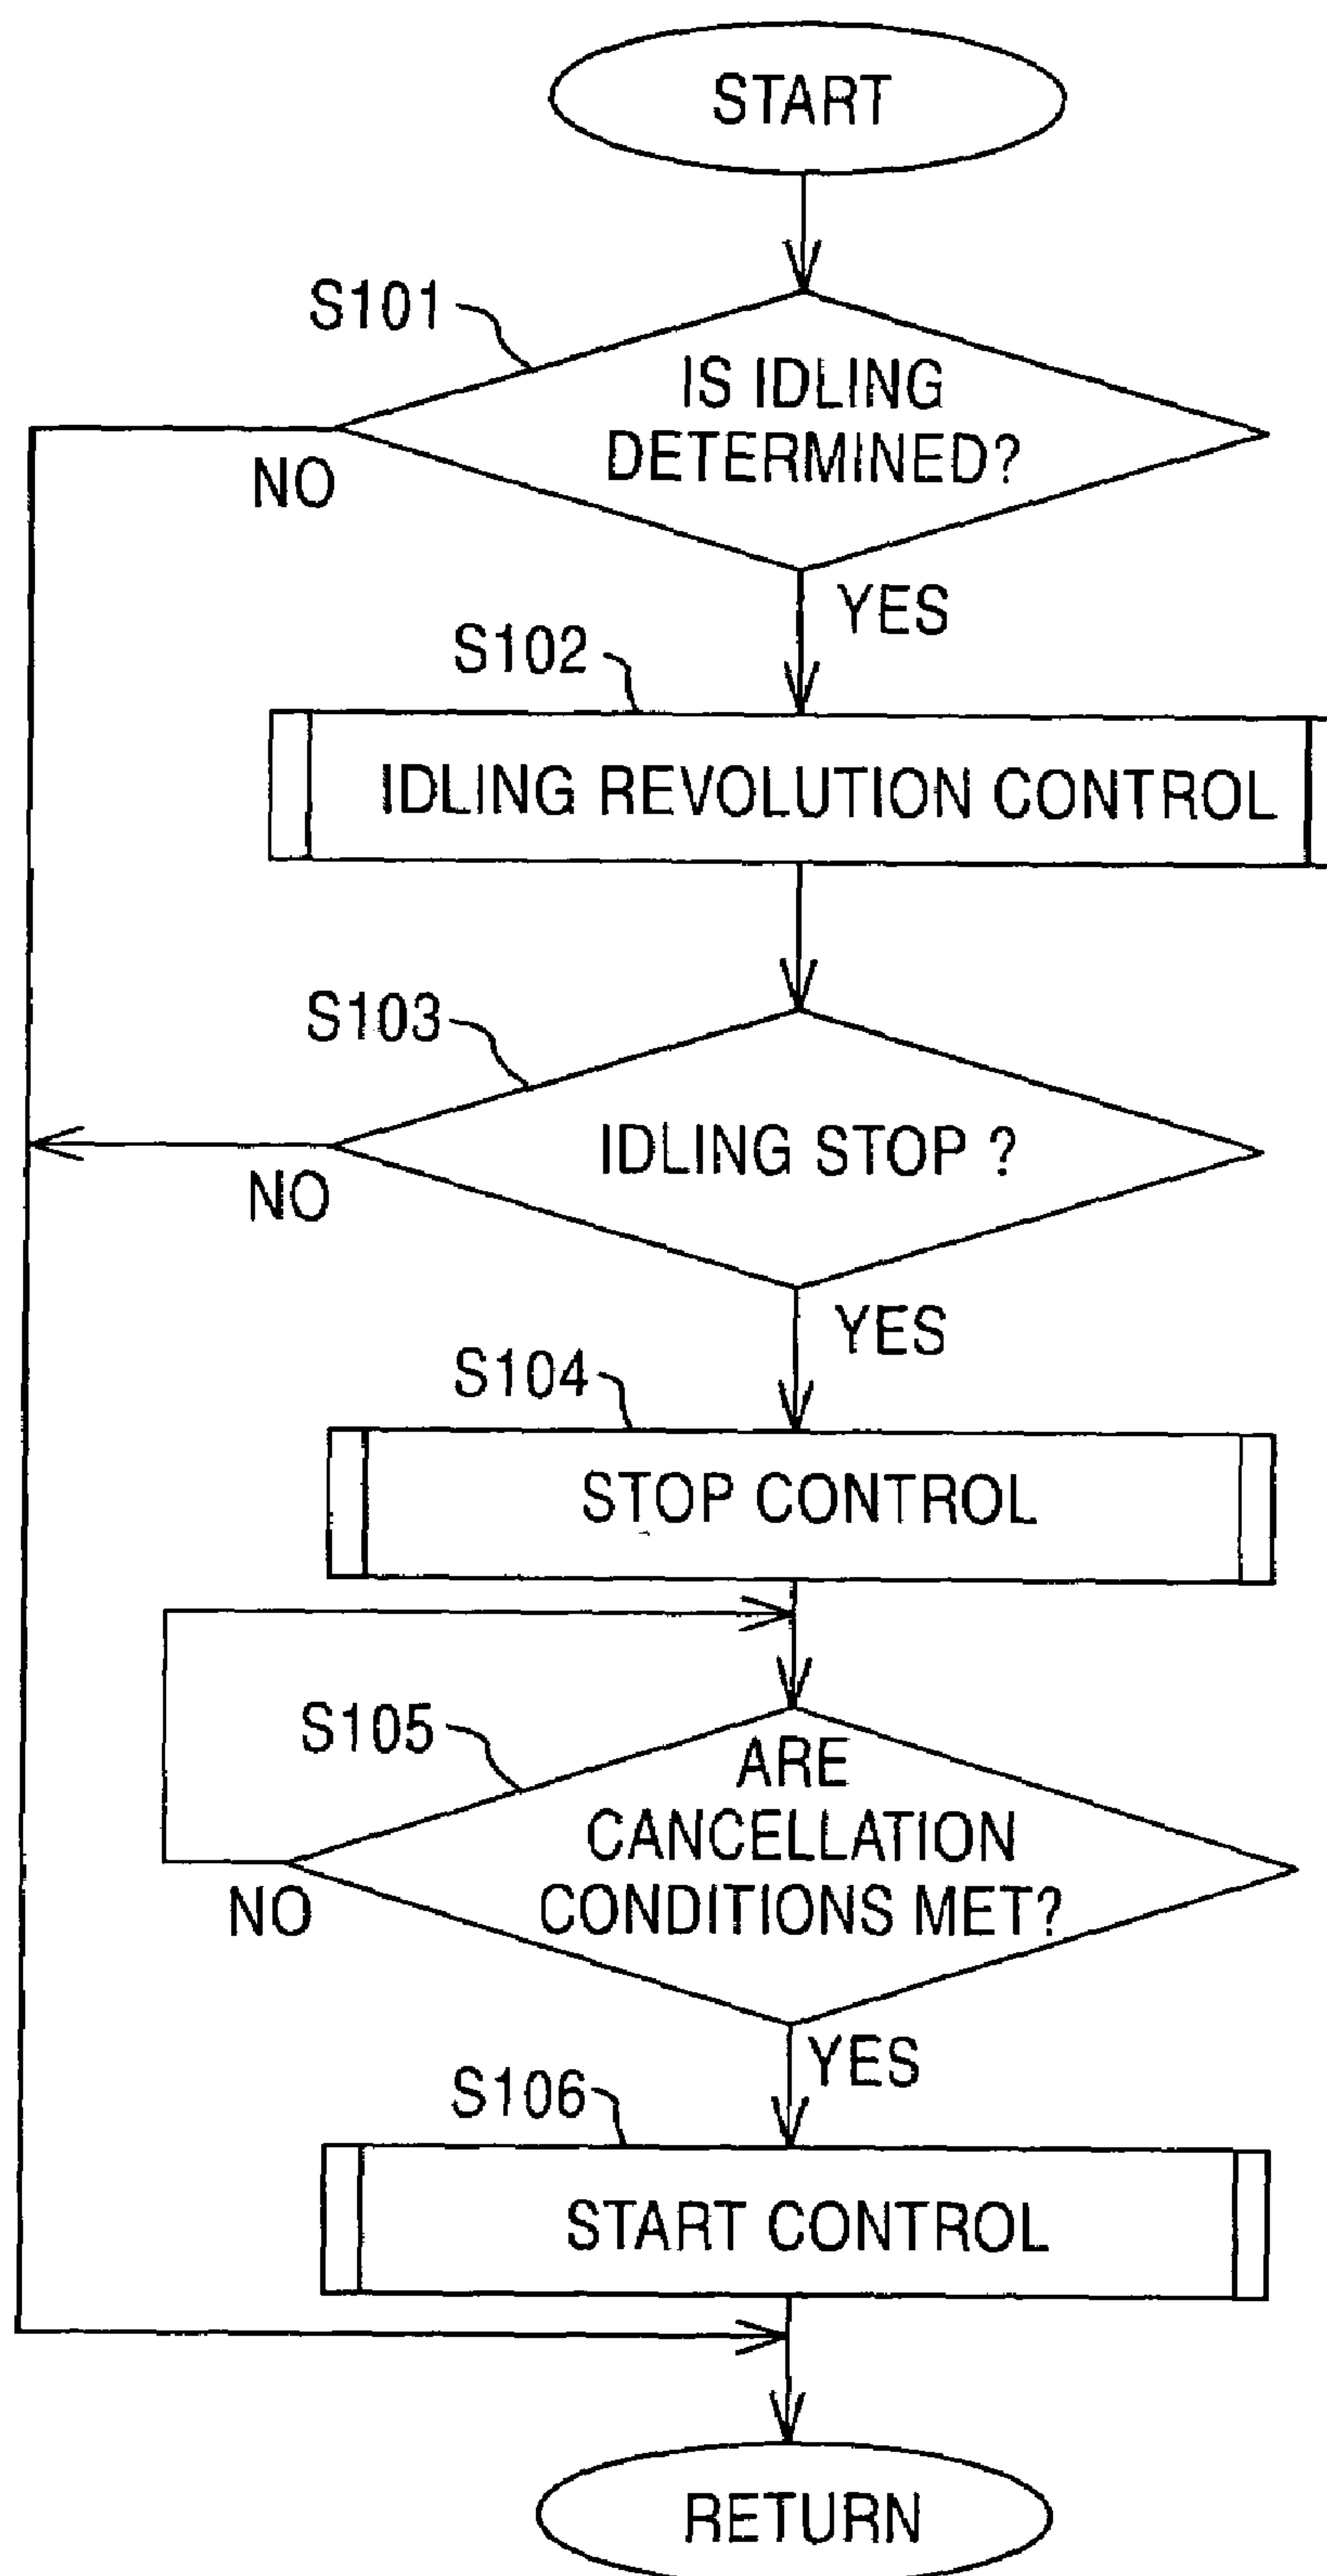 START
S101
IS IDLING
DETERMINED?
NO
YES
S102
IDLING REVOLUTION CONTROL
S103
IDLING STOP ?
NO
YES
S104
STOP CONTROL
S105
ARE
CANCELLATION
CONDITIONS MET?
NO
YES
S106
START CONTROL
RETURN